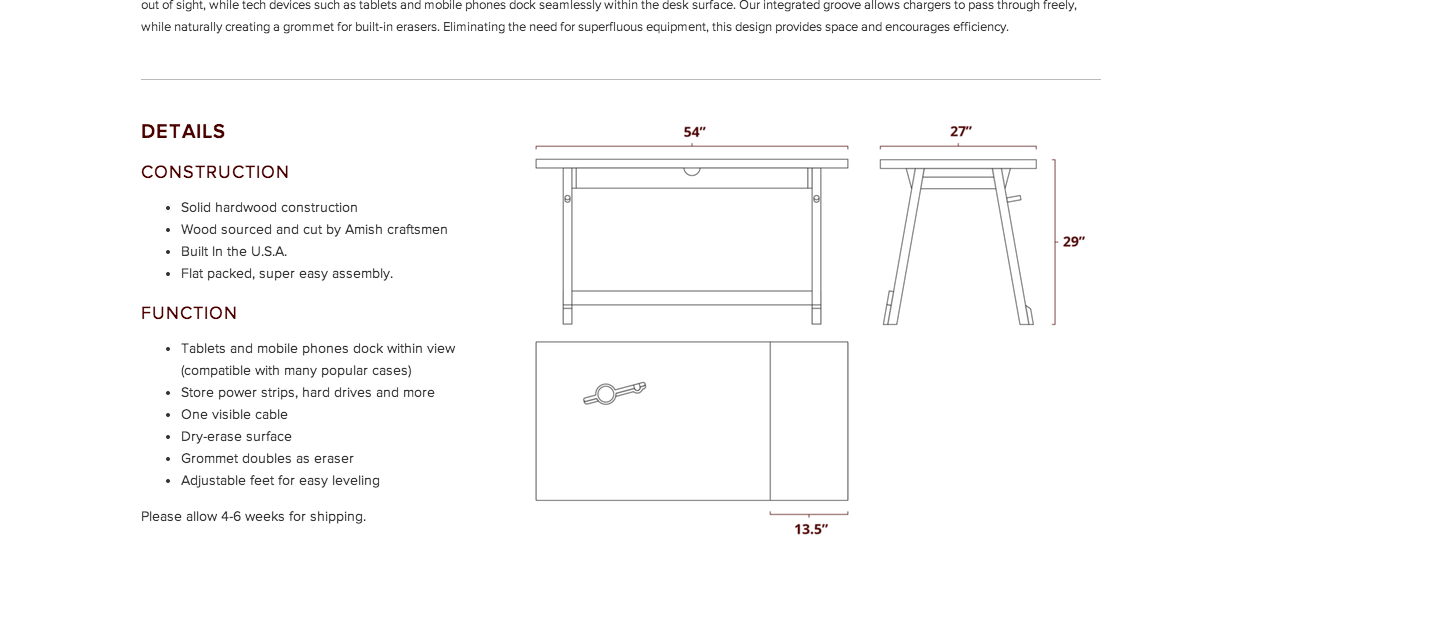 out of sight, while tech devices such as tablets and mobile phones dock seamlessly within the desk surface. Our integrated groove allows chargers to pass through freely,
while naturally creating a grommet for built-in erasers. Eliminating the need for superfluous equipment, this design provides space and encourages efficiency.
DETAILS
CONSTRUCTION
Solid hardwood construction
Wood sourced and cut by Amish craftsmen
Built In the U.S.A.
Flat packed, super easy assembly.
FUNCTION
Tablets and mobile phones dock within view
(compatible with many popular cases)
Store power strips, hard drives and more
One visible cable
Dry-erase surface
Grommet doubles as eraser
Adjustable feet for easy leveling
Please allow 4-6 weeks for shipping.
54”
27”
29”
13.5”